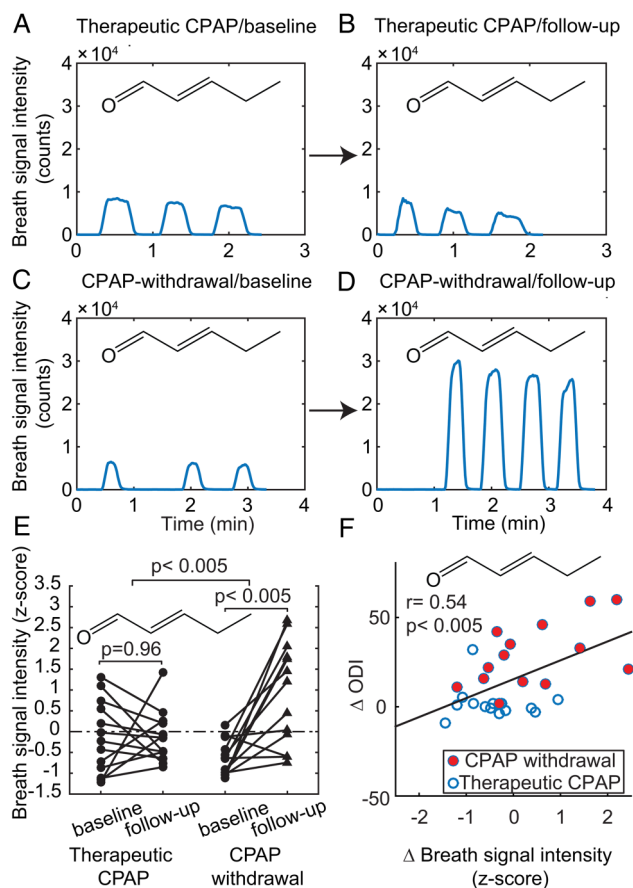 A
Therapeutic CPAP/baseline
× 10⁴
4
3
2
1
0
0 1 2 3
Breath signal intensity
(counts)
O
B
Therapeutic CPAP/follow-up
× 10⁴
4
3
2
1
0
0 1 2 3
O
C
CPAP-withdrawal/baseline
× 10⁴
4
3
2
1
0
0 1 2 3 4
Breath signal intensity
(counts)
Time (min)
O
D
CPAP-withdrawal/follow-up
× 10⁴
4
3
2
1
0
0 1 2 3 4
Time (min)
O
E
Breath signal intensity (z-score)
3.5
3
2.5
2
1.5
1
0.5
0
-0.5
-1
-1.5
p< 0.005
p< 0.005
O
p=0.96
baseline
follow-up
baseline
follow-up
Therapeutic
CPAP
CPAP
withdrawal
F
O
r= 0.54
p< 0.005
Δ ODI
50
0
-50
CPAP withdrawal
Therapeutic CPAP
-2 -1 0 1 2
Δ Breath signal intensity
(z-score)